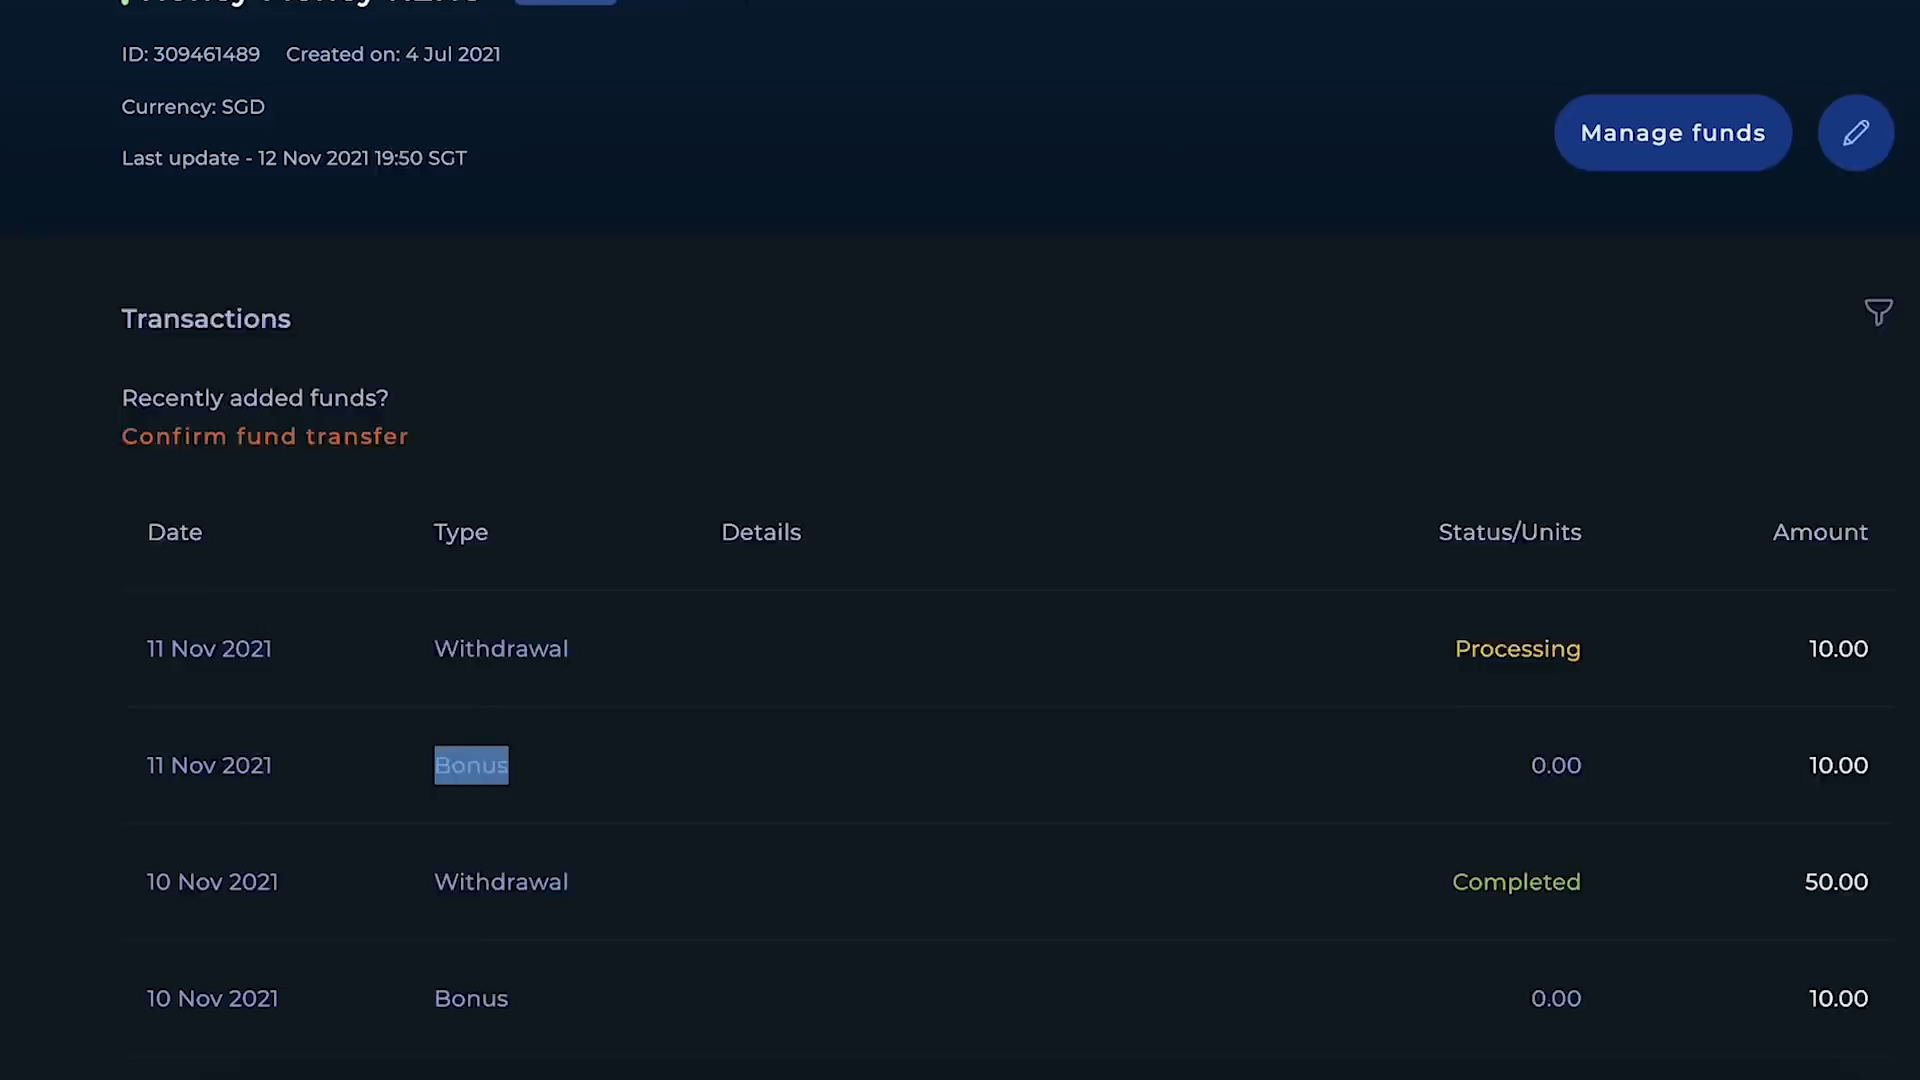 ID: 309461489 Created on: 4 Jul 2021
Currency: SGD
Last update - 12 Nov 2021 19:50 SGT
Manage funds
Transactions
Recently added funds?
Confirm fund transfer
Date Type Details Status/Units Amount
11 Nov 2021 Withdrawal Processing 10.00
11 Nov 2021 Bonus 0.00 10.00
10 Nov 2021 Withdrawal Completed 50.00
10 Nov 2021 Bonus 0.00 10.00